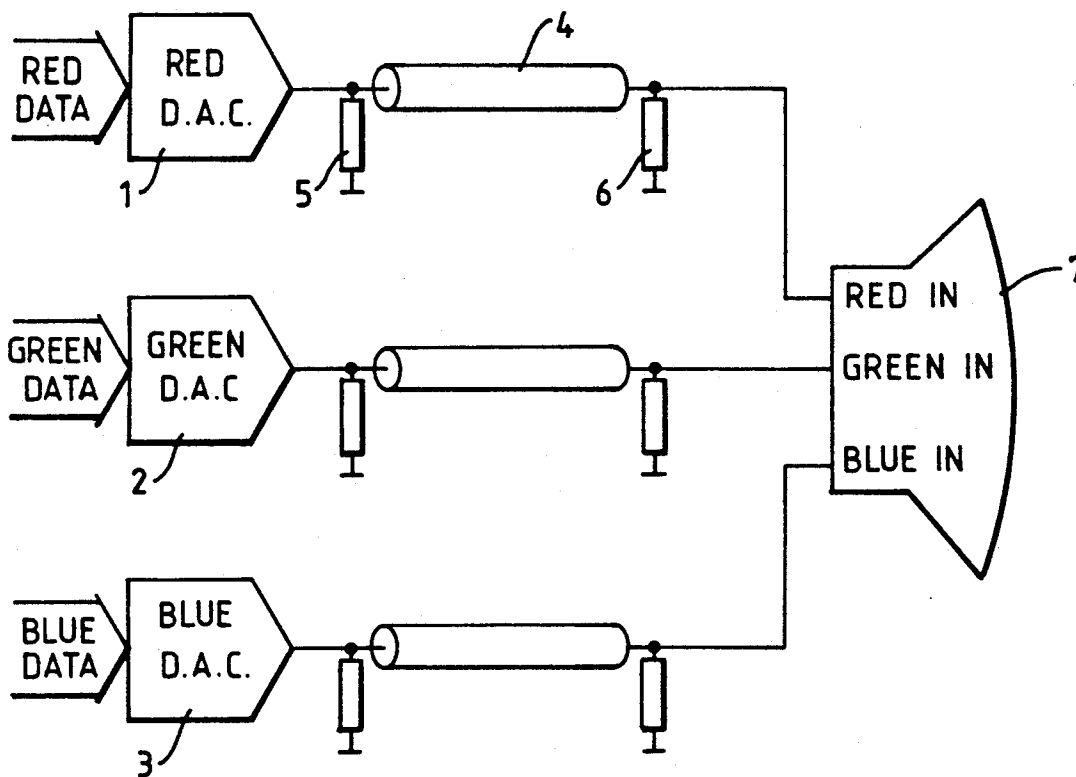 RED
DATA
RED
D.A.C.
1
5
4
6
GREEN
DATA
GREEN
D.A.C
2
BLUE
DATA
BLUE
D.A.C.
3
RED IN
GREEN IN
BLUE IN
7